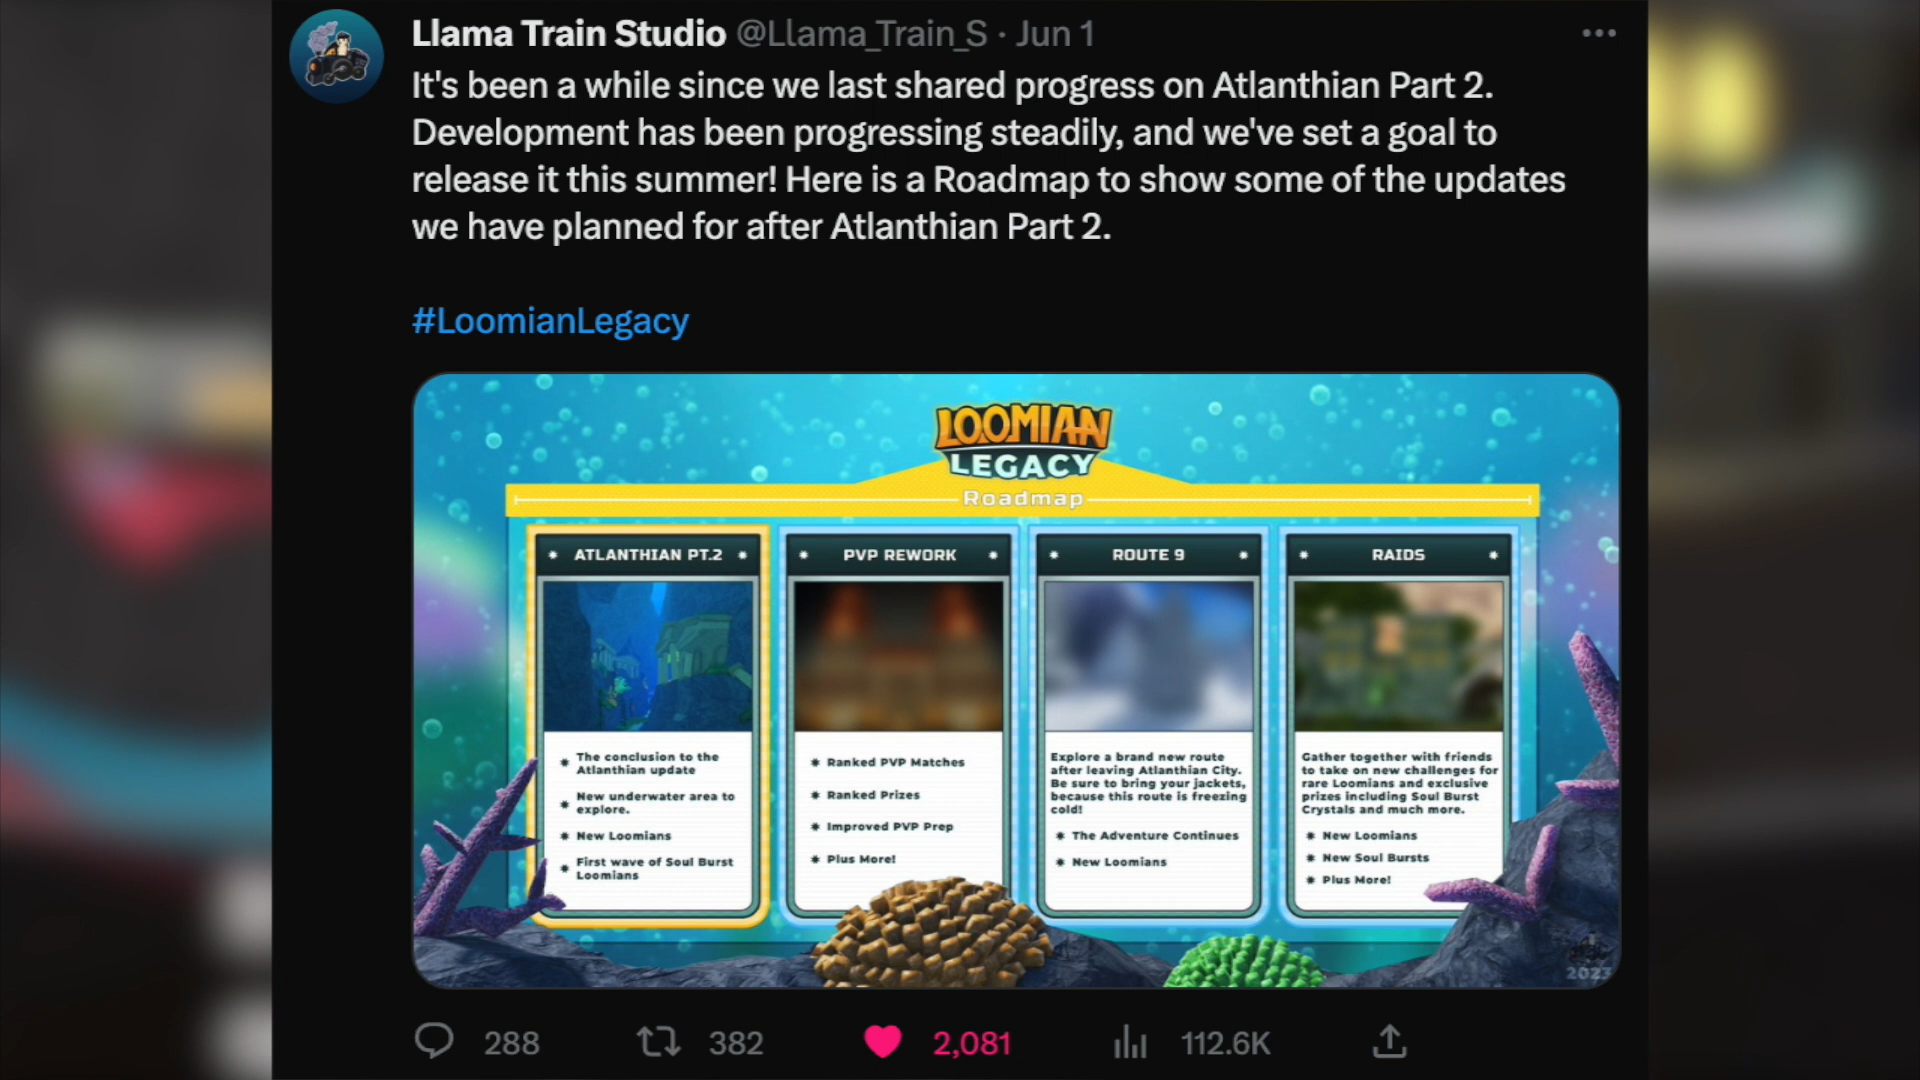 Llama Train Studio @Llama_Train_S · Jun 1
It's been a while since we last shared progress on Atlanthian Part 2.
Development has been progressing steadily, and we've set a goal to
release it this summer! Here is a Roadmap to show some of the updates
we have planned for after Atlanthian Part 2.
#LoomianLegacy
LOOMIAN
LEGACY
Roadmap
ATLANTHIAN PT.2
The conclusion to the
Atlanthian update
New underwater area to
explore.
New Loomians
First wave of Soul Burst
Loomians
PVP REWORK
Ranked PVP Matches
Ranked Prizes
Improved PVP Prep
Plus More!
ROUTE 9
Explore a brand new route
after leaving Atlanthian City.
Be sure to bring your jackets,
because this route is freezing
cold!
The Adventure Continues
New Loomians
RAIDS
Gather together with friends
to take on new challenges for
rare Loomians and exclusive
prizes including Soul Burst
Crystals and much more.
New Loomians
New Soul Bursts
Plus More!
2023
288 382 2,081 112.6K